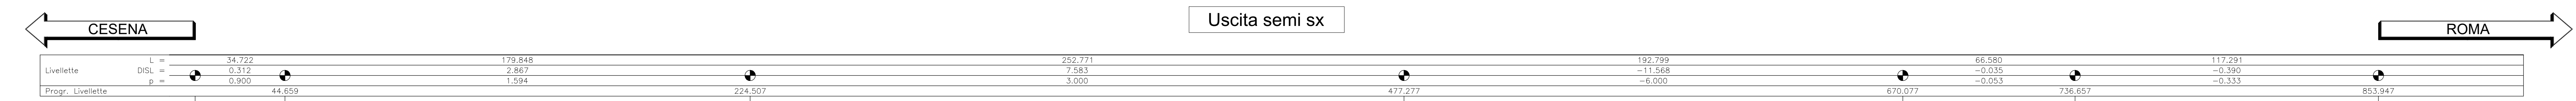 Uscita semi sx
CESENA ROMA
L = 34.722 179.848 252.771 192.799 66.580 117.291
Livellette DISL = 0.312 2.867 7.583 −11.568 −0.035 −0.390
p = 0.900 1.594 3.000 −6.000 −0.053 −0.333
Progr. Livellette 44.659 224.507 477.277 670.077 736.657 853.947